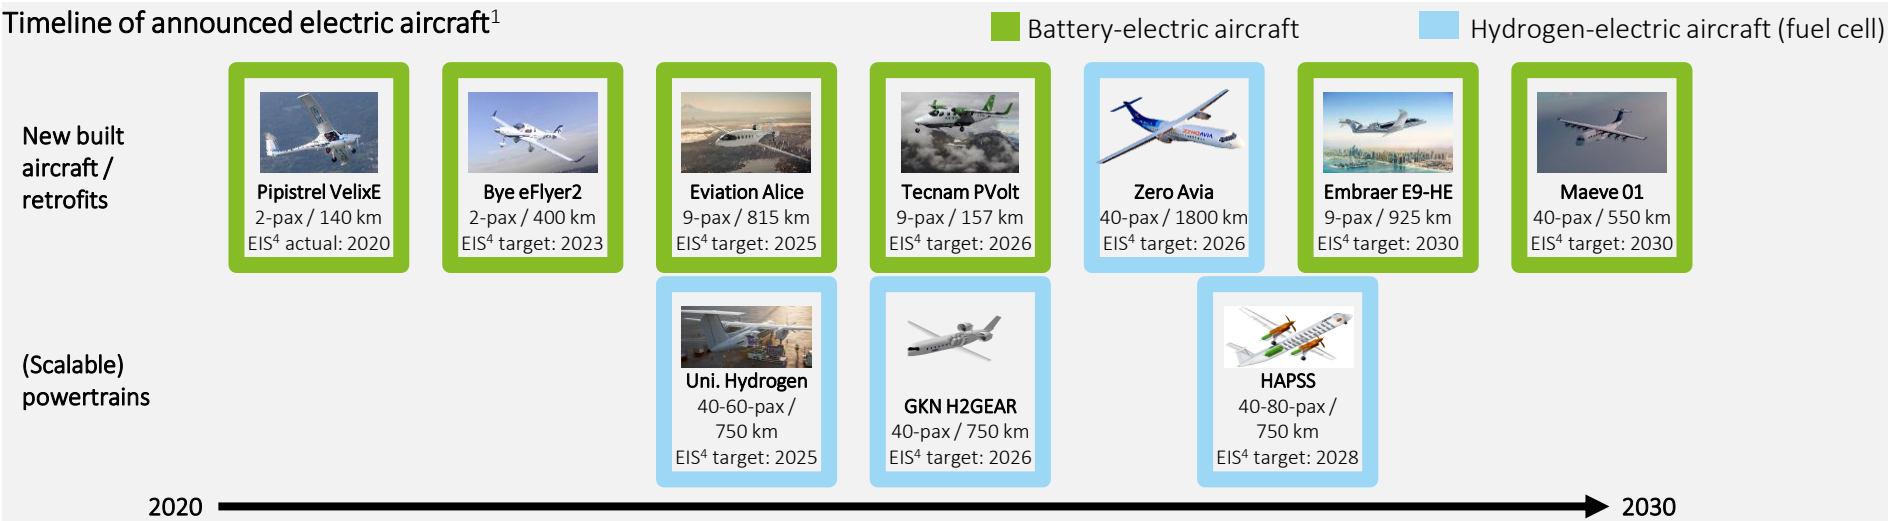 Timeline of announced electric aircraft1
Battery-electric aircraft
Hydrogen-electric aircraft (fuel cell)
New built
aircraft /
retrofits
Pipistrel VelixE
2-pax / 140 km
EIS4 actual: 2020
Bye eFlyer2
2-pax / 400 km
EIS4 target: 2023
Eviation Alice
9-pax / 815 km
EIS4 target: 2025
Tecnam PVolt
9-pax / 157 km
EIS4 target: 2026
ZEROAVIA
Zero Avia
40-pax / 1800 km
EIS4 target: 2026
Embraer E9-HE
9-pax / 925 km
EIS4 target: 2030
Maeve 01
40-pax / 550 km
EIS4 target: 2030
(Scalable)
powertrains
Uni. Hydrogen
40-60-pax /
750 km
EIS4 target: 2025
GKN H2GEAR
40-pax / 750 km
EIS4 target: 2026
HAPSS
40-80-pax /
750 km
EIS4 target: 2028
2020
2030